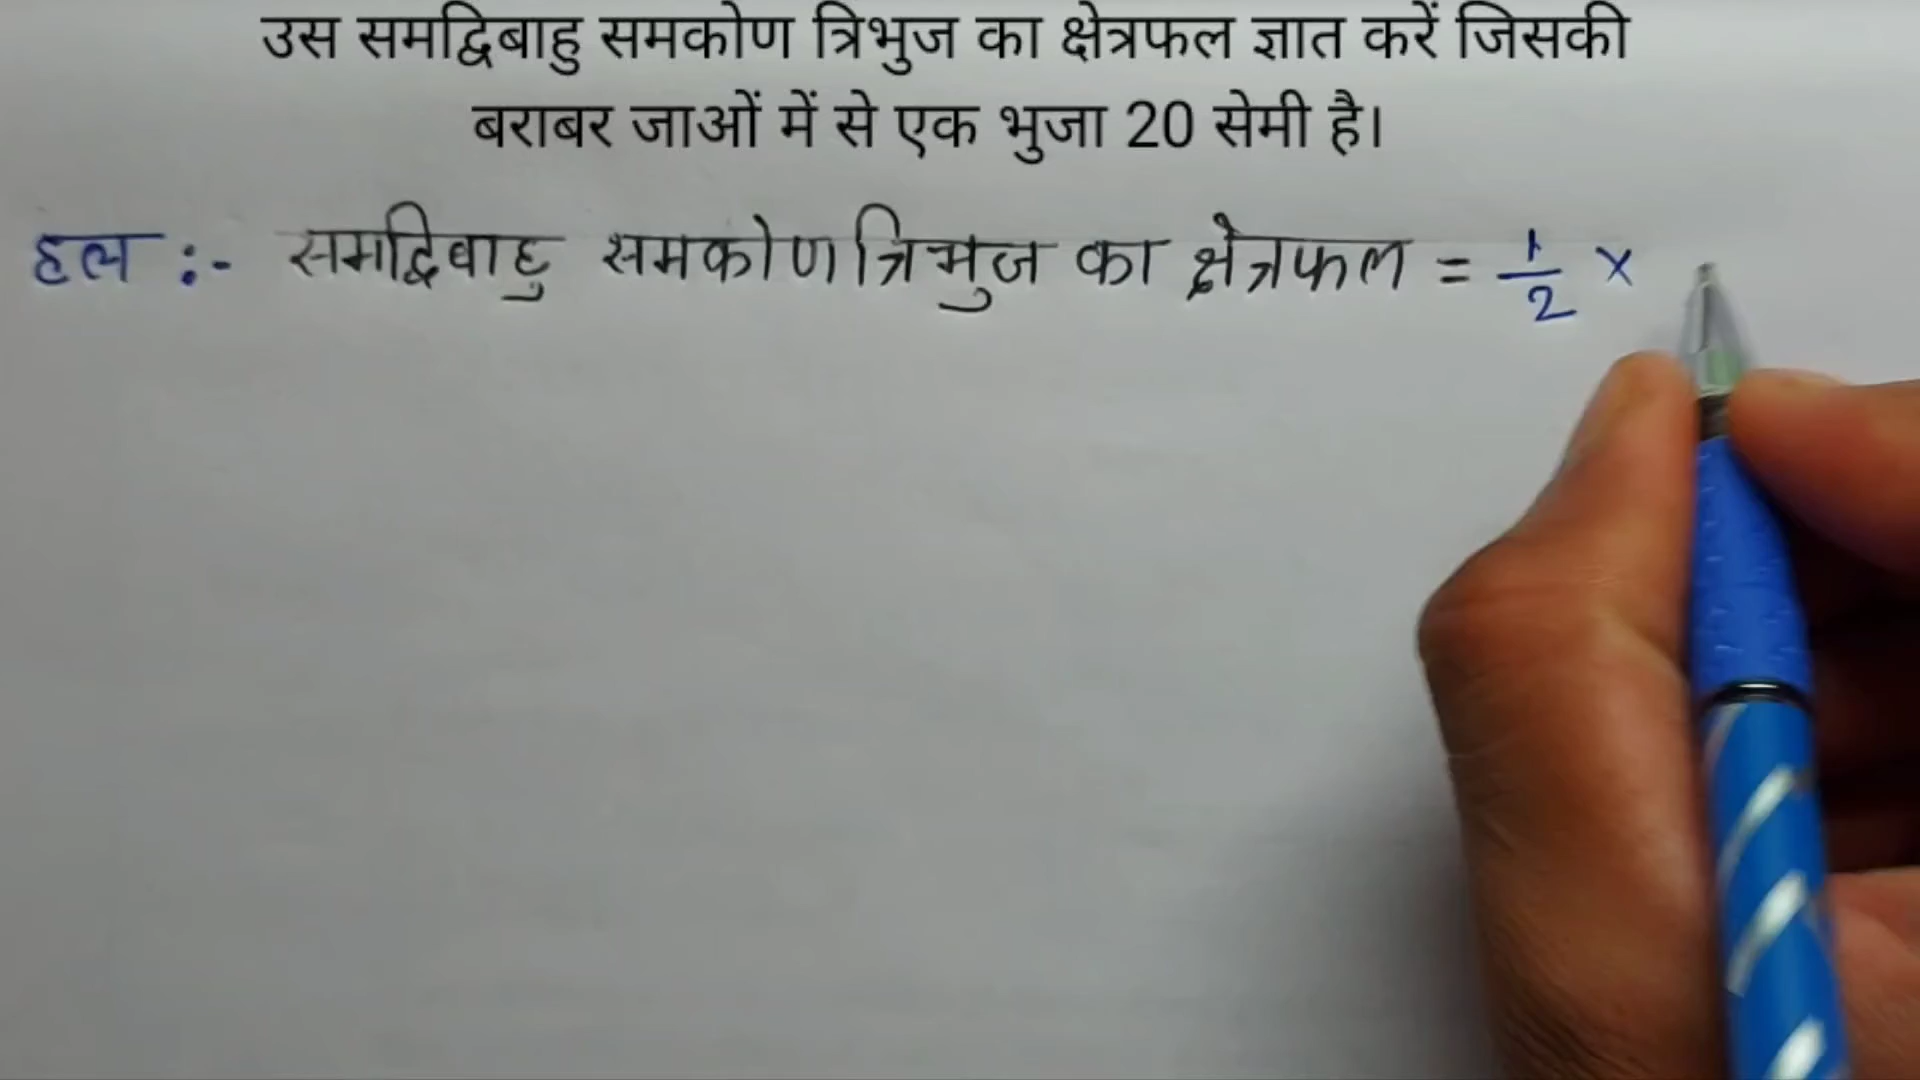 उस समद्विबाहु समकोण त्रिभुज का क्षेत्रफल ज्ञात करें जिसकी
बराबर जाओं में से एक भुजा 20 सेमी है।
हल :- समद्विबाहु समकोण त्रिभुज का क्षेत्रफल = 1/2 ×